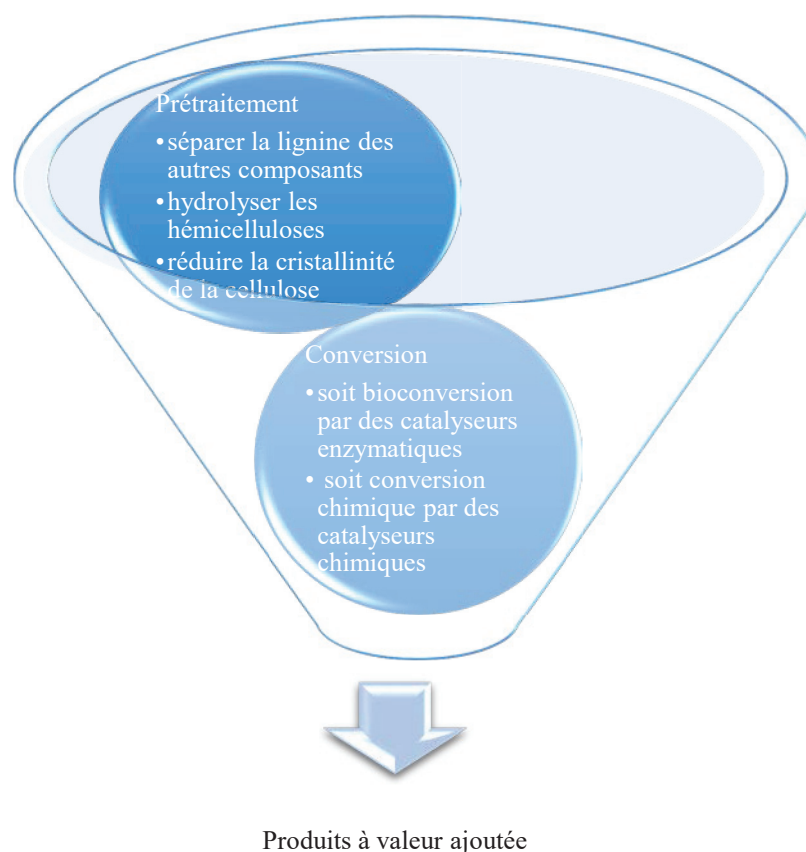 Prétraitement
•séparer la lignine des
autres composants
•hydrolyser les
hémicelluloses
•réduire la cristallinité
de la cellulose
Conversion
•soit bioconversion
par des catalyseurs
enzymatiques
• soit conversion
chimique par des
catalyseurs
chimiques
Produits à valeur ajoutée